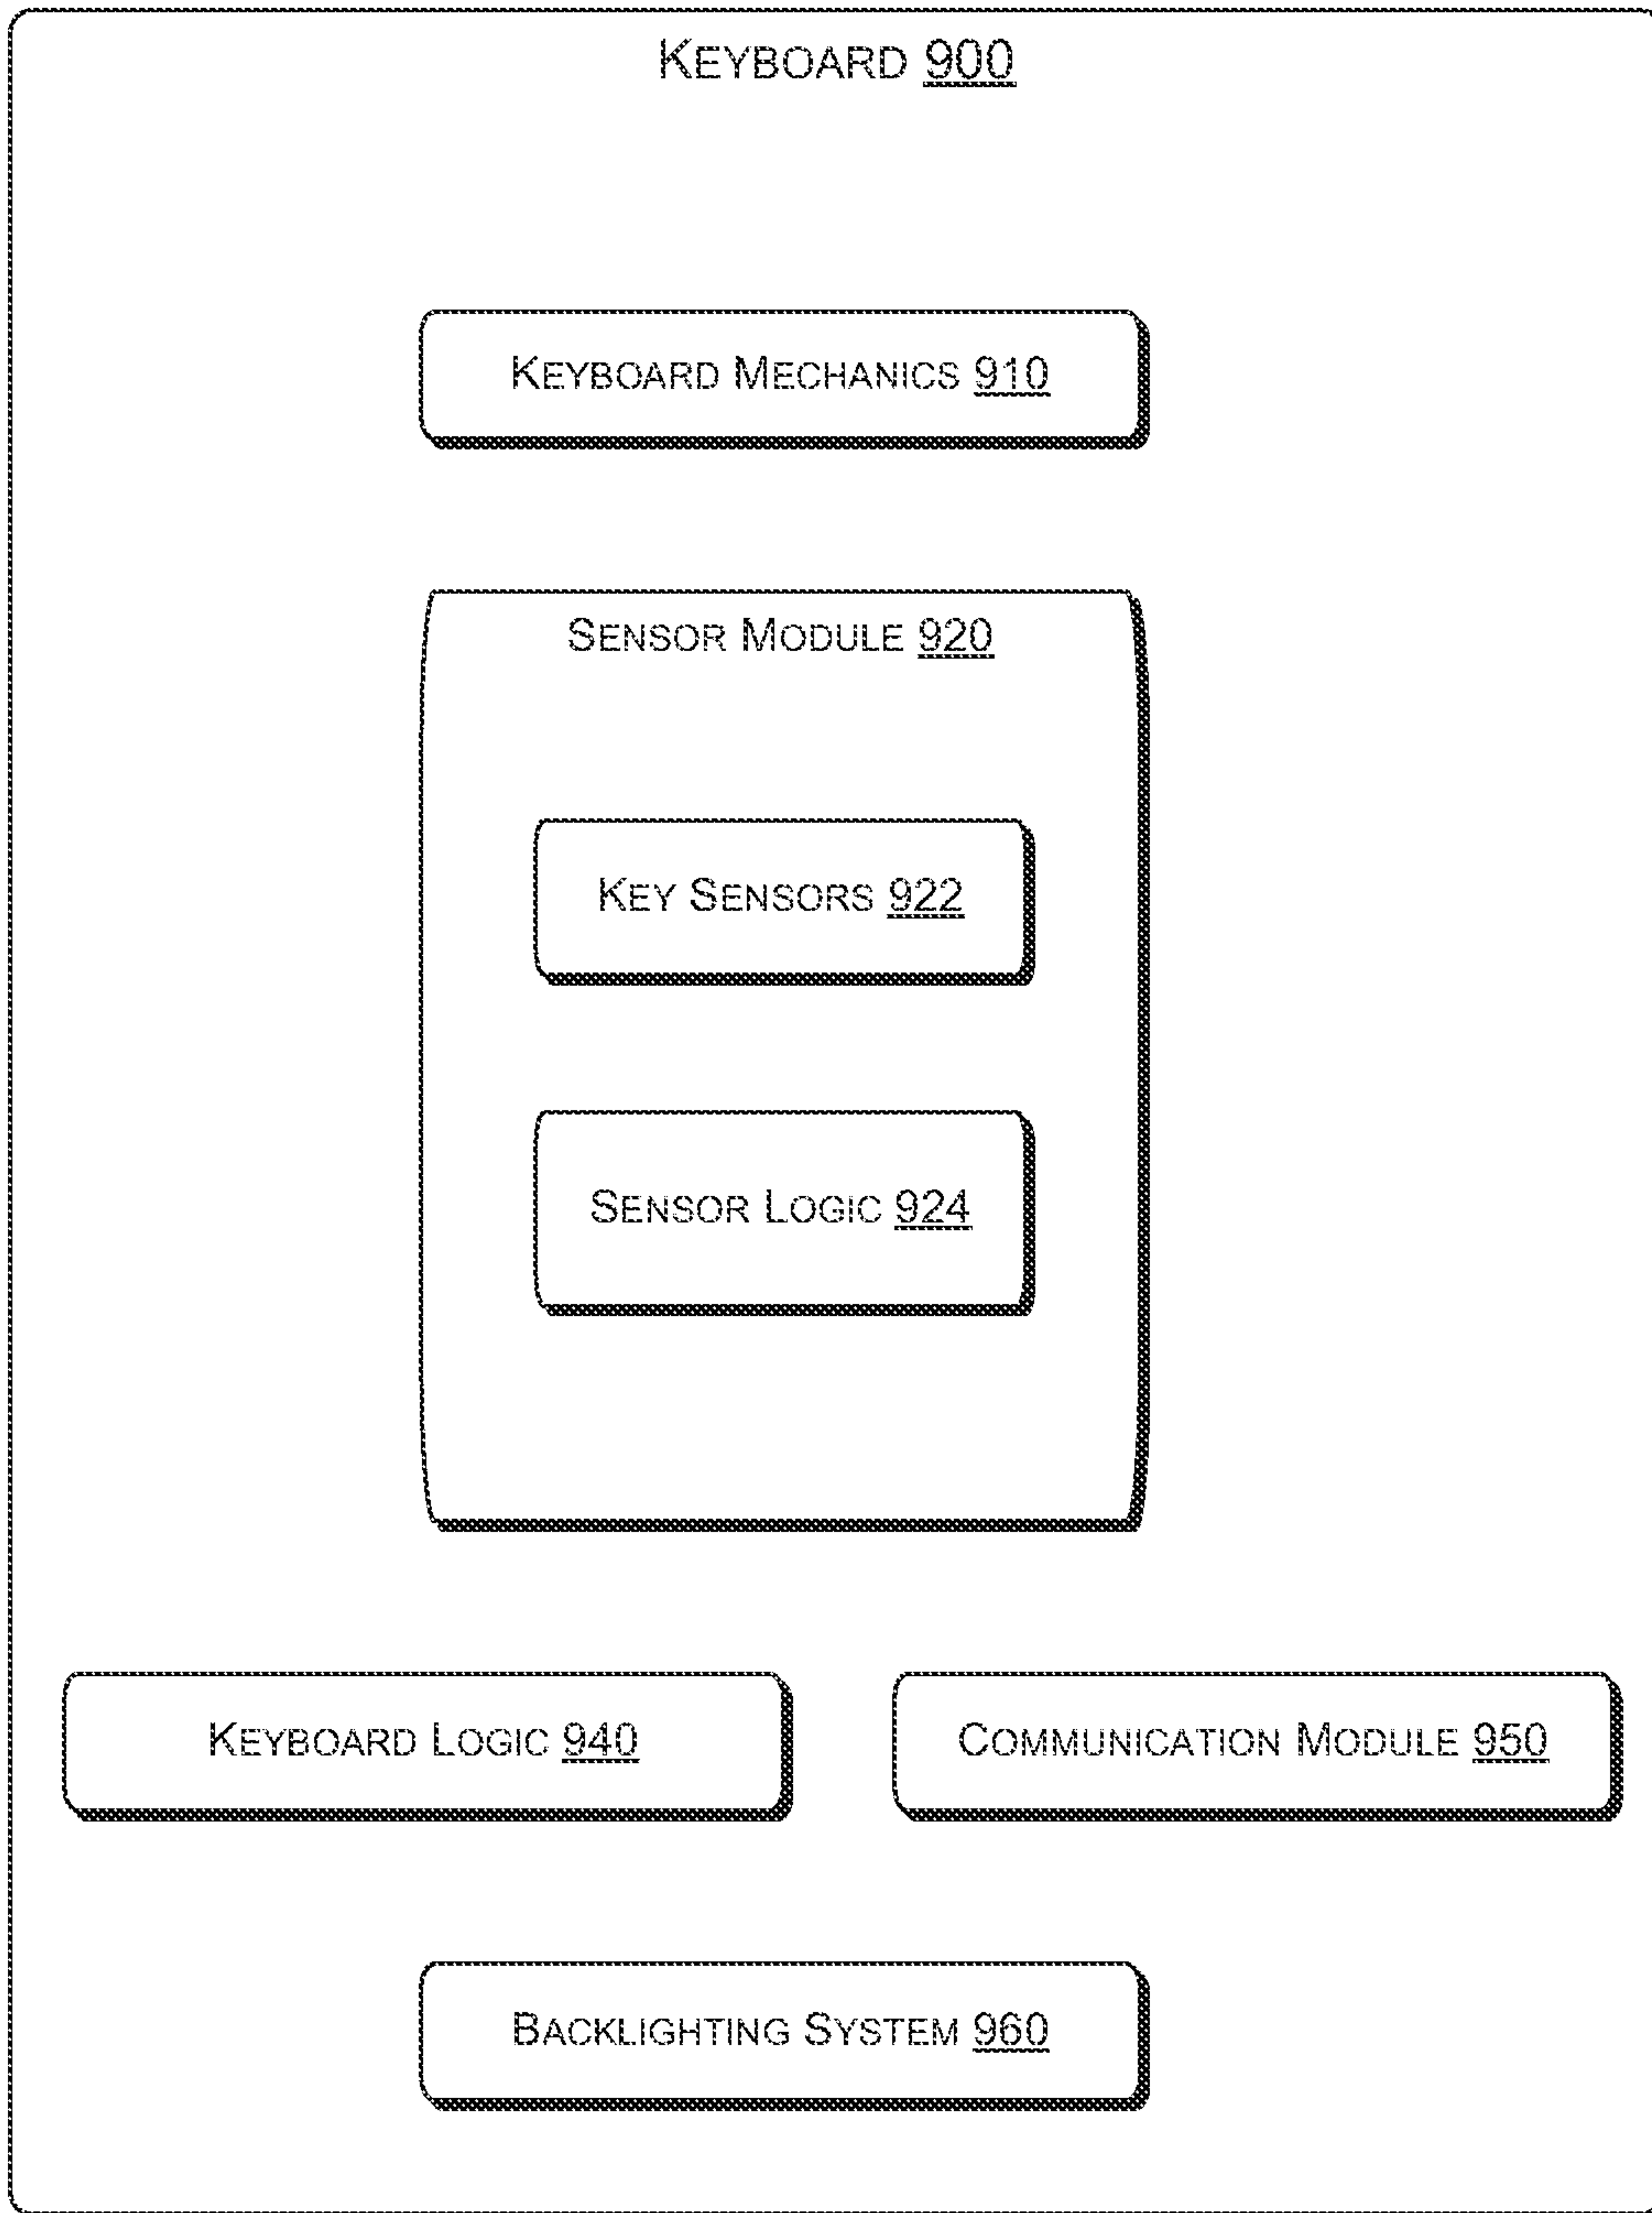 KEYBOARD 900
KEYBOARD MECHANICS 910
SENSOR MODULE 920
KEY SENSORS 922
SENSOR LOGIC 924
KEYBOARD LOGIC 940
COMMUNICATION MODULE 950
BACKLIGHTING SYSTEM 960